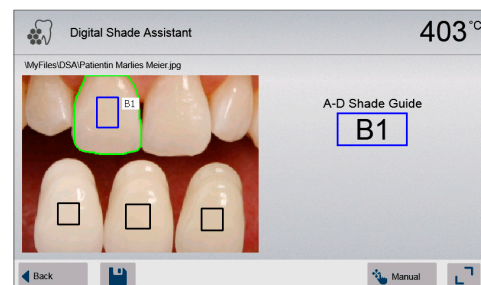 Digital Shade Assistant
403°C
\MyFiles\DSA\Patientin Marlies Meier.jpg
B1
A-D Shade Guide
B1
Back
Manual